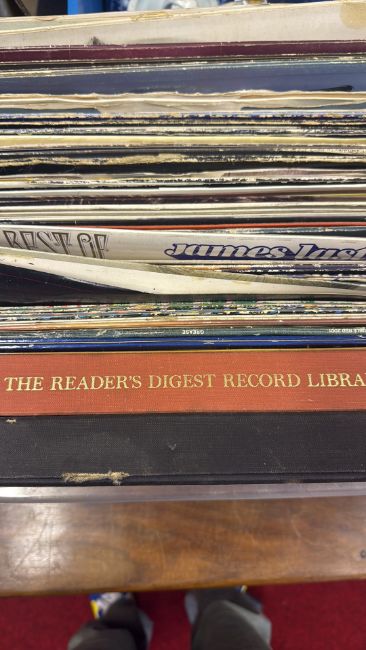 BEST OF
James Last
GREASE
THE READER'S DIGEST RECORD LIBRA